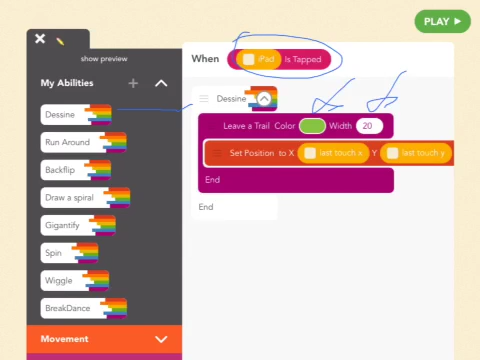 PLAY
show preview
When iPad Is Tapped
My Abilities
Dessine
Run Around
Backflip
Draw a spiral
Gigantify
Spin
Wiggle
BreakDance
Movement
Dessine
Leave a Trail Color Width 20
Set Position to X last touch x Y last touch y
End
End